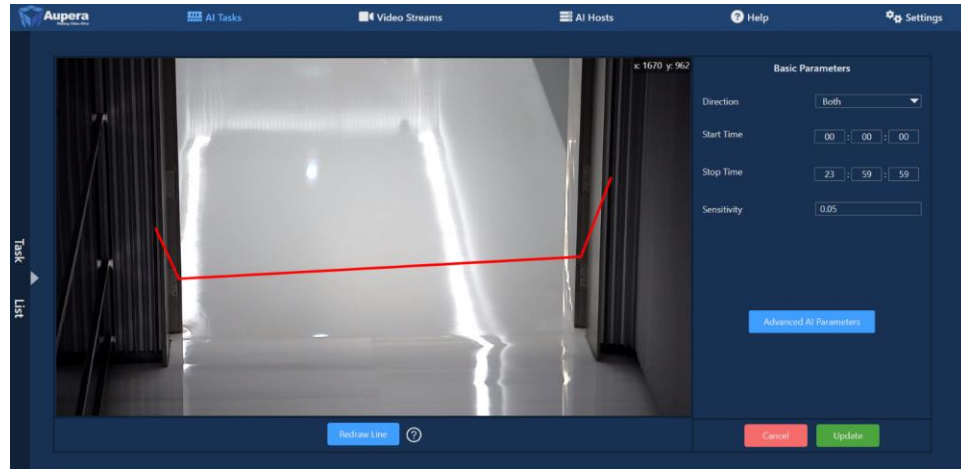 Aupera
AI Tasks
Video Streams
AI Hosts
Help
Settings
x: 1670 y: 962
Basic Parameters
Direction
Both
Start Time
00 : 00 : 00
Stop Time
23 : 59 : 59
Sensitivity
0.05
Task List
Advanced AI Parameters
Redraw Line
Cancel
Update